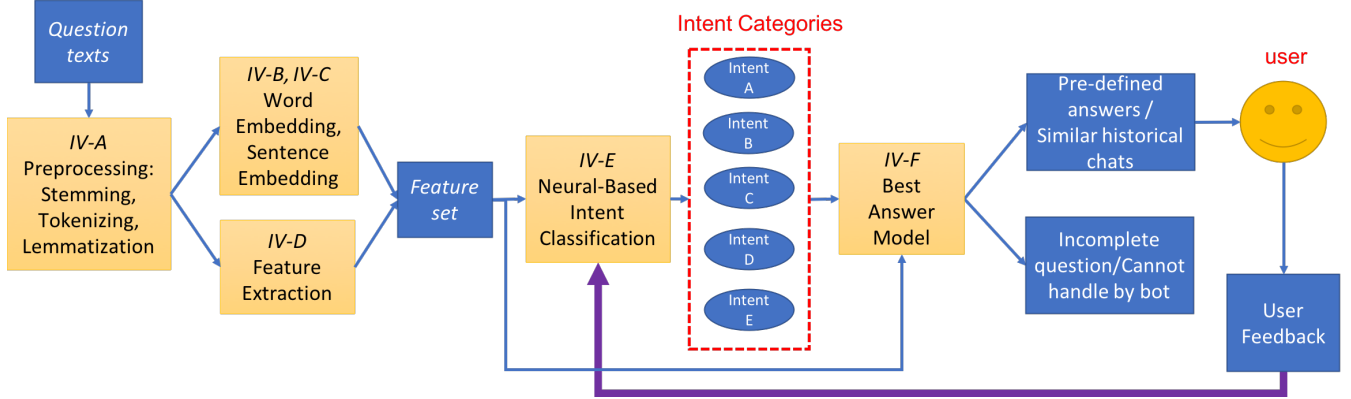 Question
texts
IV-A
Preprocessing:
Stemming,
Tokenizing,
Lemmatization
IV-B, IV-C
Word
Embedding,
Sentence
Embedding
IV-D
Feature
Extraction
Feature
set
IV-E
Neural-Based
Intent
Classification
Intent Categories
Intent
A
Intent
B
Intent
C
Intent
D
Intent
E
IV-F
Best
Answer
Model
Pre-defined
answers /
Similar historical
chats
Incomplete
question/Cannot
handle by bot
user
User
Feedback